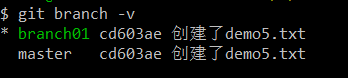 $ git branch -v
* branch01 cd603ae 创建了demo5.txt
  master   cd603ae 创建了demo5.txt